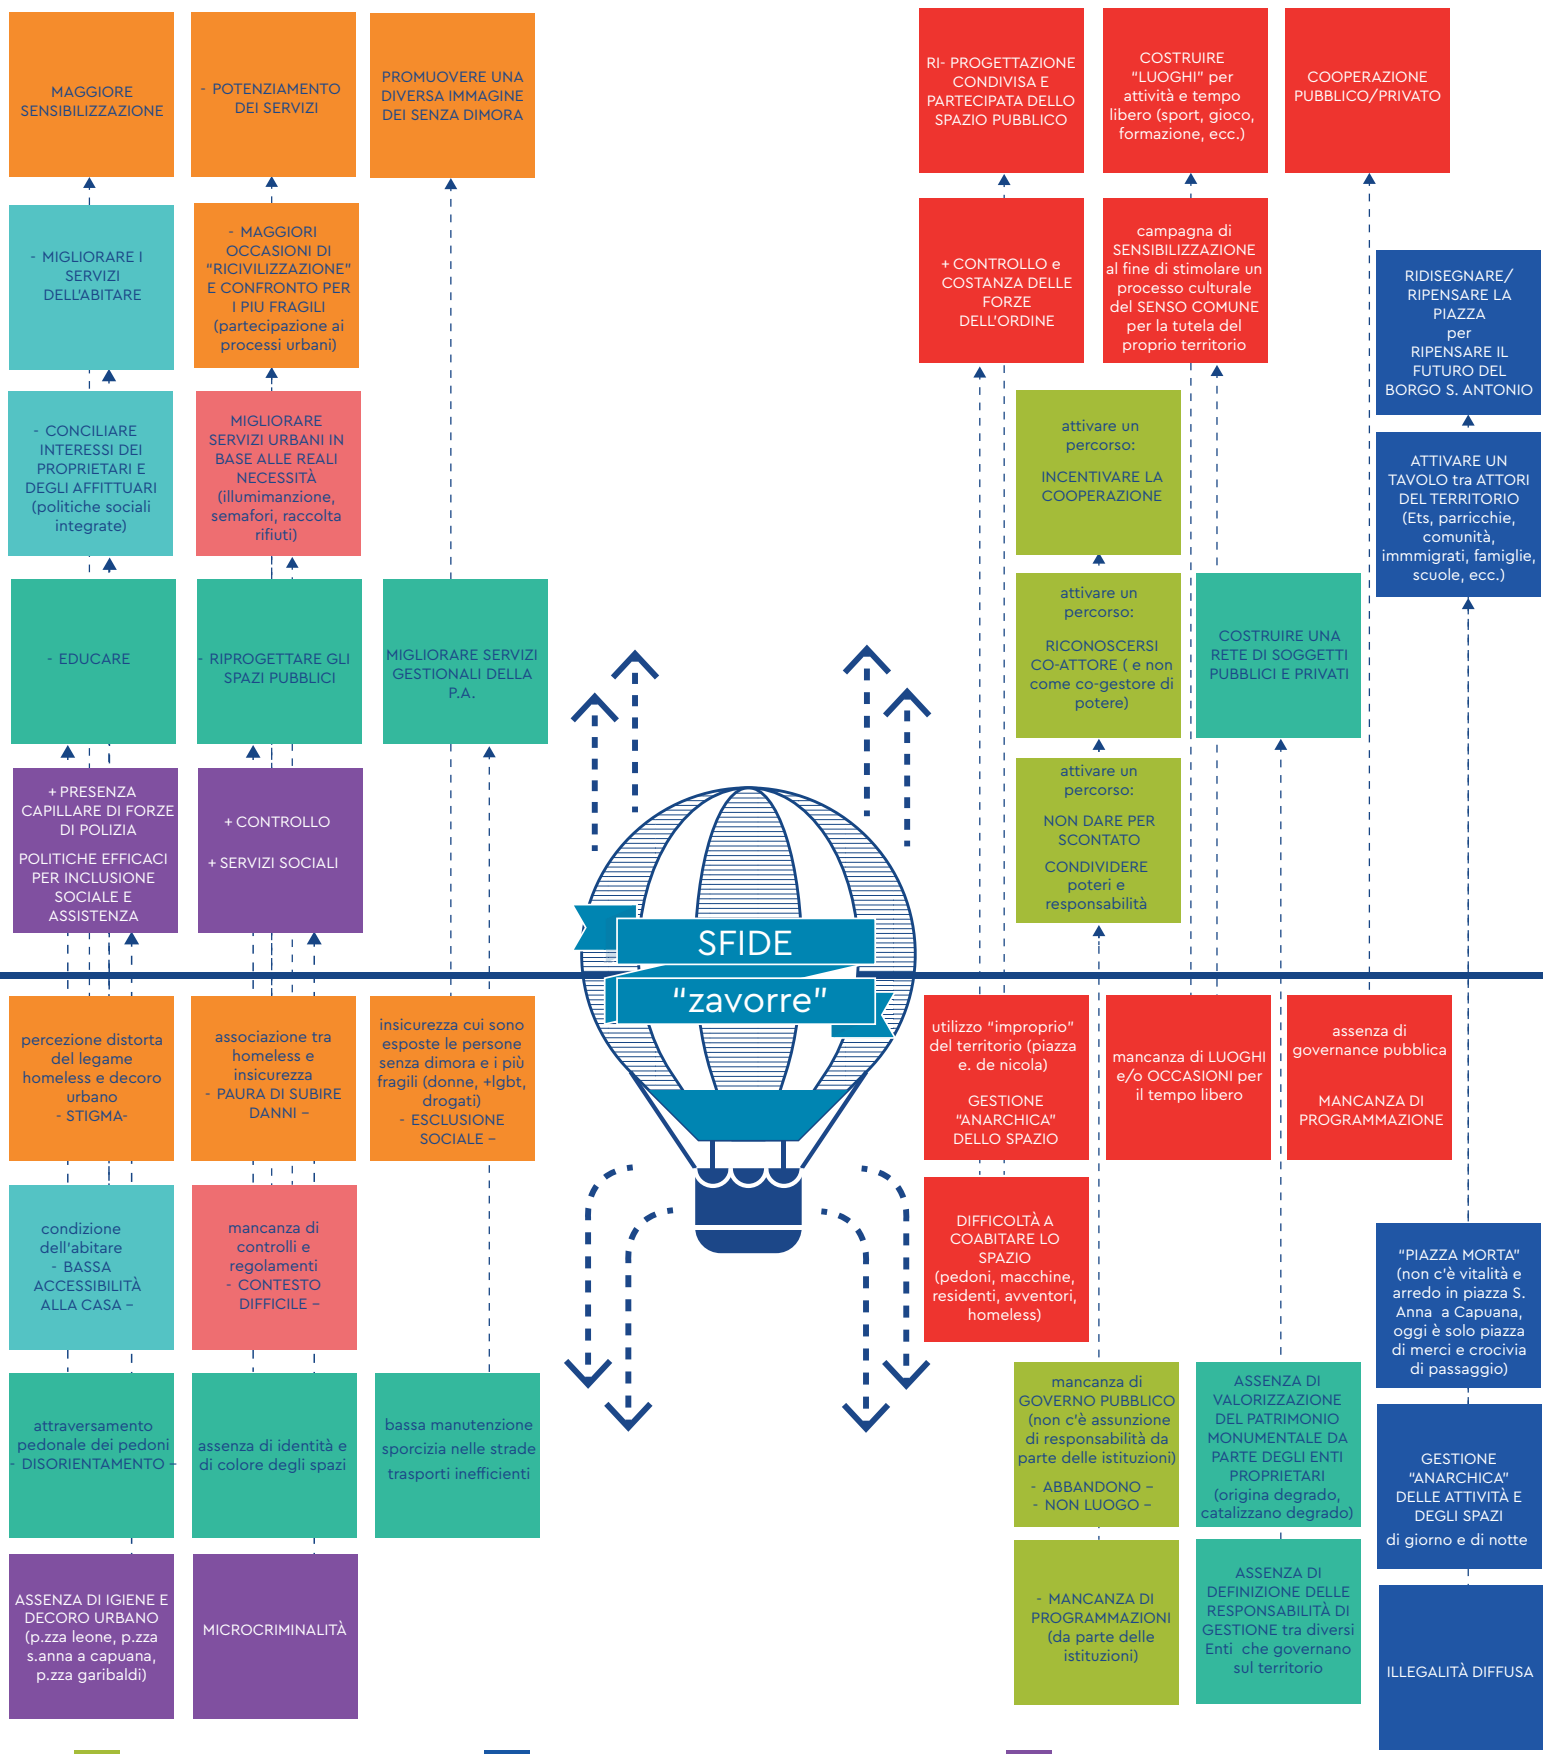 MAGGIORE
SENSIBILIZZAZIONE
- POTENZIAMENTO
DEI SERVIZI
PROMUOVERE UNA
DIVERSA IMMAGINE
DEI SENZA DIMORA
RI- PROGETTAZIONE
CONDIVISA E
PARTECIPATA DELLO
SPAZIO PUBBLICO
COSTRUIRE
“LUOGHI” per
attività e tempo
libero (sport, gioco,
formazione, ecc.)
COOPERAZIONE
PUBBLICO/PRIVATO
- MIGLIORARE I
SERVIZI
DELL'ABITARE
- MAGGIORI
OCCASIONI DI
“RICIVILIZZAZIONE”
E CONFRONTO PER
I PIU FRAGILI
(partecipazione ai
processi urbani)
+ CONTROLLO e
COSTANZA DELLE
FORZE
DELL'ORDINE
campagna di
SENSIBILIZZAZIONE
al fine di stimolare un
processo culturale
del SENSO COMUNE
per la tutela del
proprio territorio
RIDISEGNARE/
RIPENSARE LA
PIAZZA
per
RIPENSARE IL
FUTURO DEL
BORGO S. ANTONIO
- CONCILIARE
INTERESSI DEI
PROPRIETARI E
DEGLI AFFITTUARI
(politiche sociali
integrate)
MIGLIORARE
SERVIZI URBANI IN
BASE ALLE REALI
NECESSITÀ
(illumimanzione,
semafori, raccolta
rifiuti)
attivare un
percorso:
INCENTIVARE LA
COOPERAZIONE
ATTIVARE UN
TAVOLO tra ATTORI
DEL TERRITORIO
(Ets, parricchie,
comunità,
immmigrati, famiglie,
scuole, ecc.)
- EDUCARE
- RIPROGETTARE GLI
SPAZI PUBBLICI
MIGLIORARE SERVIZI
GESTIONALI DELLA
P.A.
attivare un
percorso:
RICONOSCERSI
CO-ATTORE ( e non
come co-gestore di
potere)
COSTRUIRE UNA
RETE DI SOGGETTI
PUBBLICI E PRIVATI
+ PRESENZA
CAPILLARE DI FORZE
DI POLIZIA
POLITICHE EFFICACI
PER INCLUSIONE
SOCIALE E
ASSISTENZA
+ CONTROLLO
+ SERVIZI SOCIALI
attivare un
percorso:
NON DARE PER
SCONTATO
CONDIVIDERE
poteri e
responsabilità
SFIDE
“zavorre”
percezione distorta
del legame
homeless e decoro
urbano
- STIGMA-
associazione tra
homeless e
insicurezza
- PAURA DI SUBIRE
DANNI –
insicurezza cui sono
esposte le persone
senza dimora e i più
fragili (donne, +lgbt,
drogati)
- ESCLUSIONE
SOCIALE –
utilizzo “improprio”
del territorio (piazza
e. de nicola)
GESTIONE
“ANARCHICA”
DELLO SPAZIO
mancanza di LUOGHI
e/o OCCASIONI per
il tempo libero
assenza di
governance pubblica
MANCANZA DI
PROGRAMMAZIONE
condizione
dell'abitare
- BASSA
ACCESSIBILITÀ
ALLA CASA –
mancanza di
controlli e
regolamenti
- CONTESTO
DIFFICILE –
DIFFICOLTÀ A
COABITARE LO
SPAZIO
(pedoni, macchine,
residenti, avventori,
homeless)
“PIAZZA MORTA”
(non c'è vitalità e
arredo in piazza S.
Anna a Capuana,
oggi è solo piazza
di merci e crocivia
di passaggio)
attraversamento
pedonale dei pedoni
- DISORIENTAMENTO –
assenza di identità e
di colore degli spazi
bassa manutenzione
sporcizia nelle strade
trasporti inefficienti
mancanza di
GOVERNO PUBBLICO
(non c'è assunzione
di responsabilità da
parte delle istituzioni)
- ABBANDONO –
- NON LUOGO –
ASSENZA DI
VALORIZZAZIONE
DEL PATRIMONIO
MONUMENTALE DA
PARTE DEGLI ENTI
PROPRIETARI
(origina degrado,
catalizzano degrado)
GESTIONE
“ANARCHICA”
DELLE ATTIVITÀ E
DEGLI SPAZI
di giorno e di notte
ASSENZA DI IGIENE E
DECORO URBANO
(p.zza leone, p.zza
s.anna a capuana,
p.zza garibaldi)
MICROCRIMINALITÀ
- MANCANZA DI
PROGRAMMAZIONI
(da parte delle
istituzioni)
ASSENZA DI
DEFINIZIONE DELLE
RESPONSABILITÀ DI
GESTIONE tra diversi
Enti che governano
sul territorio
ILLEGALITÀ DIFFUSA